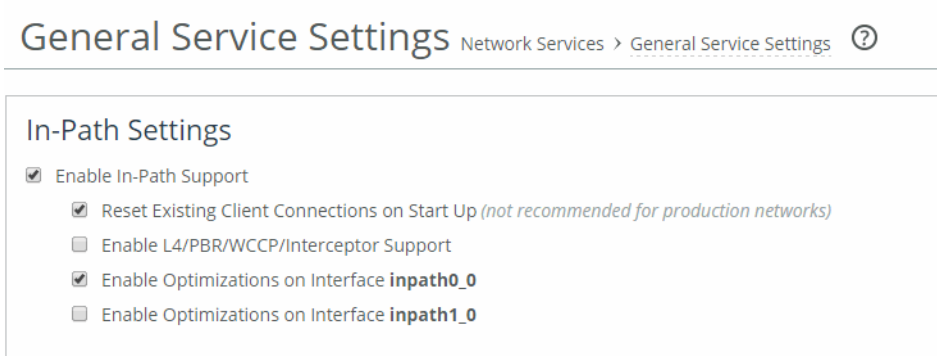 General Service Settings Network Services › General Service Settings ?
In-Path Settings
Enable In-Path Support
Reset Existing Client Connections on Start Up (not recommended for production networks)
Enable L4/PBR/WCCP/Interceptor Support
Enable Optimizations on Interface inpath0_0
Enable Optimizations on Interface inpath1_0